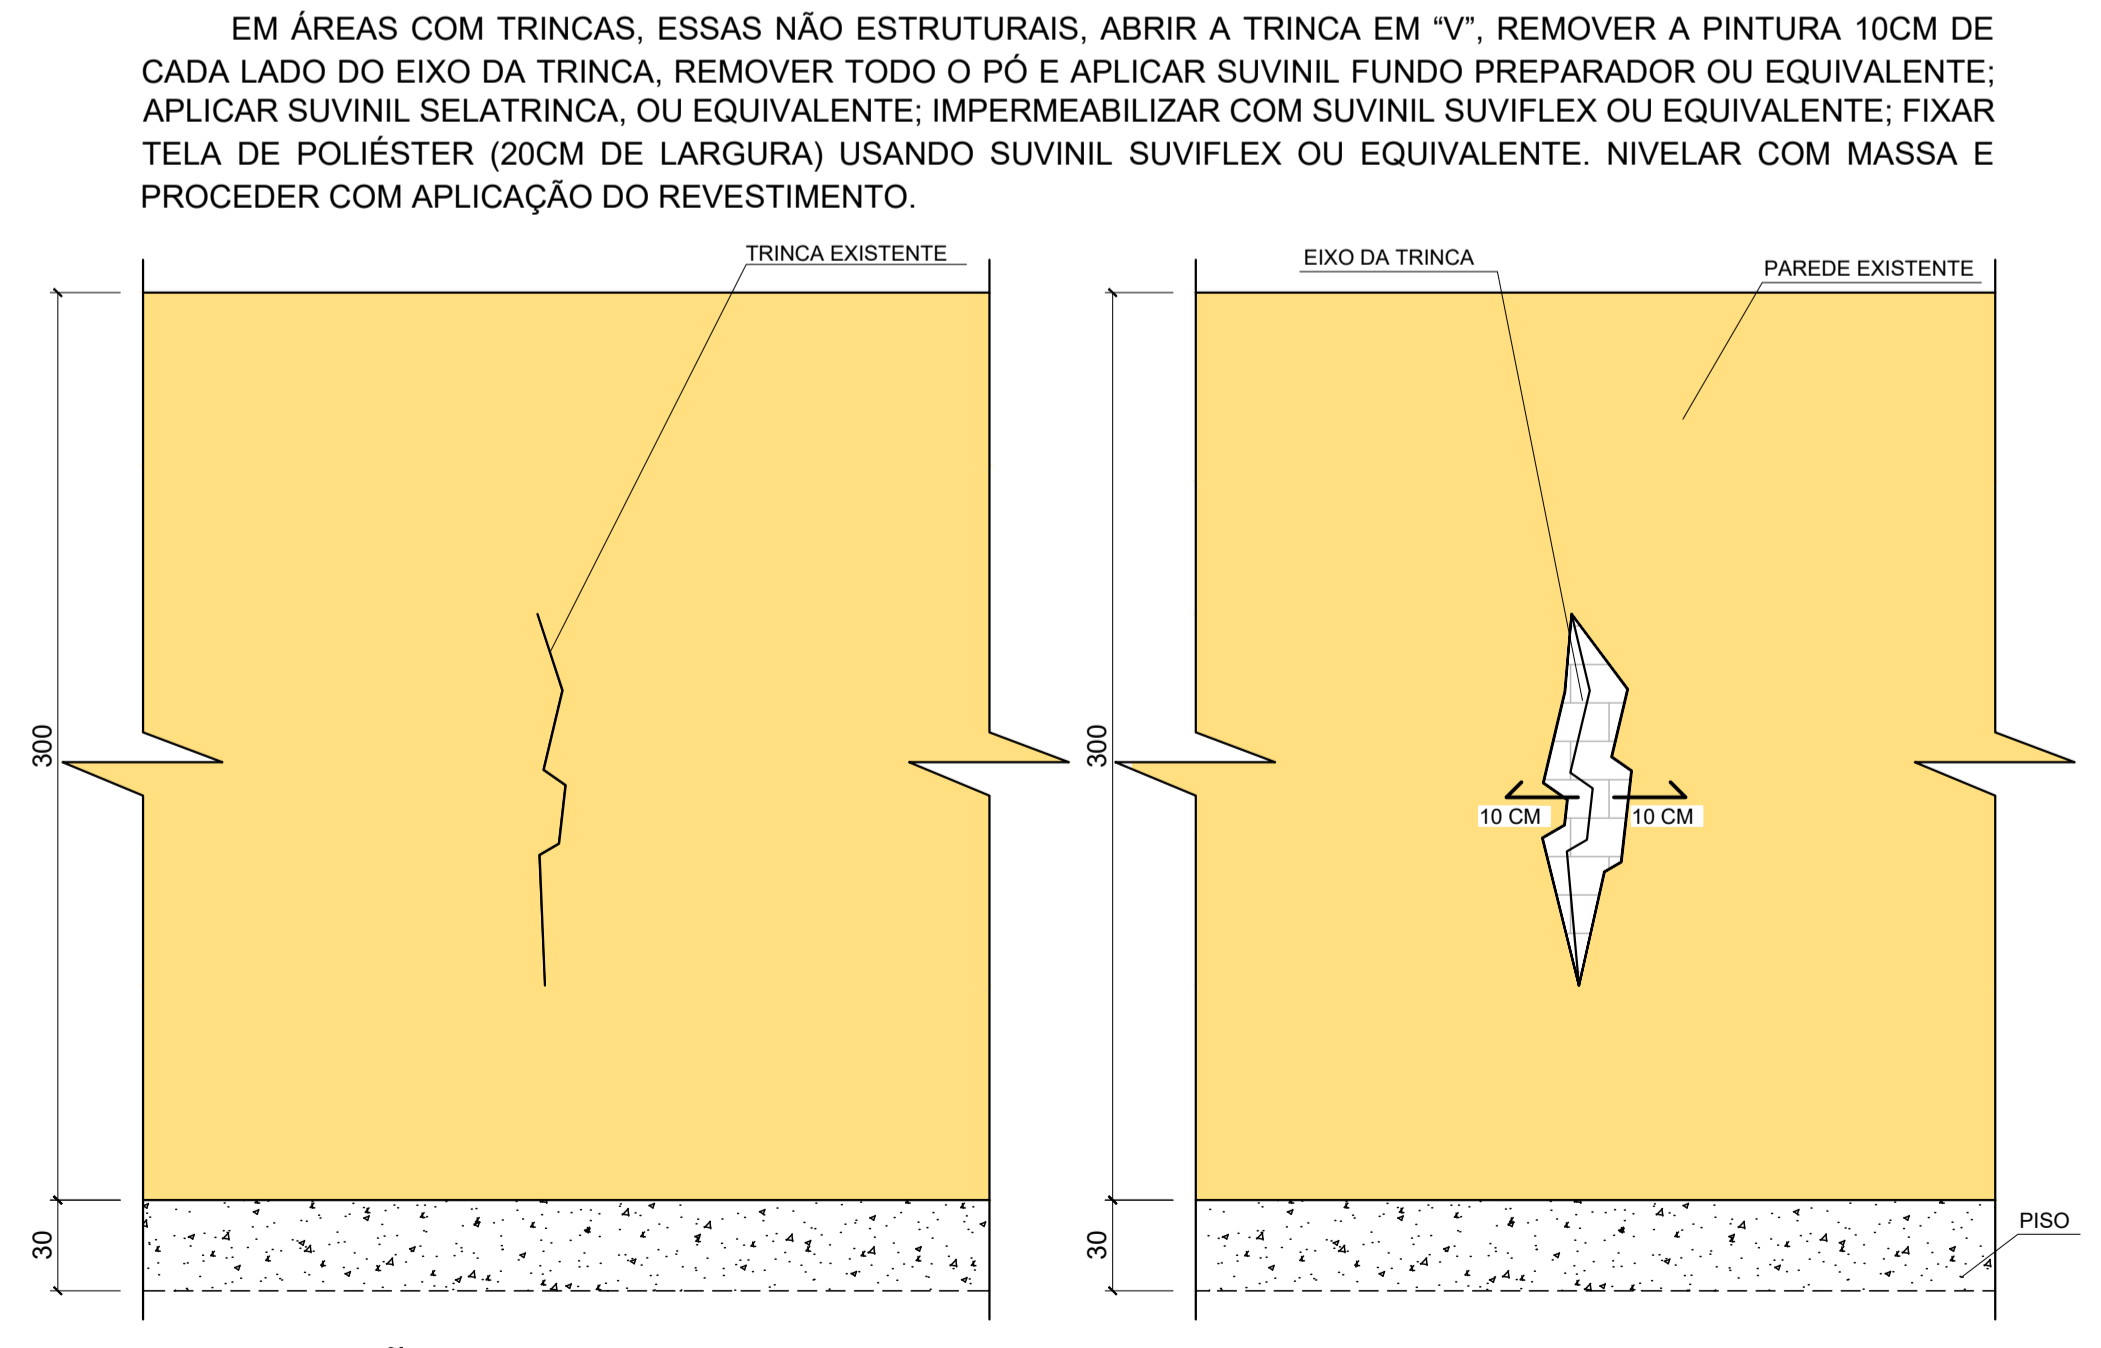 EM ÁREAS COM TRINCAS, ESSAS NÃO ESTRUTURAIS, ABRIR A TRINCA EM “V”, REMOVER A PINTURA 10CM DE
CADA LADO DO EIXO DA TRINCA, REMOVER TODO O PÓ E APLICAR SUVINIL FUNDO PREPARADOR OU EQUIVALENTE;
APLICAR SUVINIL SELATRINCA, OU EQUIVALENTE; IMPERMEABILIZAR COM SUVINIL SUVIFLEX OU EQUIVALENTE; FIXAR
TELA DE POLIÉSTER (20CM DE LARGURA) USANDO SUVINIL SUVIFLEX OU EQUIVALENTE. NIVELAR COM MASSA E
PROCEDER COM APLICAÇÃO DO REVESTIMENTO.
TRINCA EXISTENTE
300
30
EIXO DA TRINCA
PAREDE EXISTENTE
300
10 CM
10 CM
30
PISO